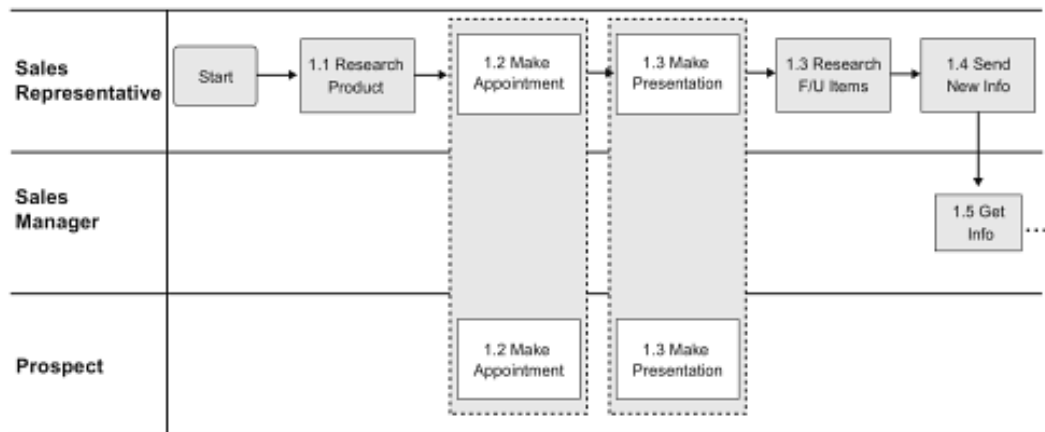 Sales
Representative
Start
1.1 Research
Product
1.2 Make
Appointment
1.3 Make
Presentation
1.3 Research
F/U Items
1.4 Send
New Info
Sales
Manager
1.5 Get
Info
...
Prospect
1.2 Make
Appointment
1.3 Make
Presentation